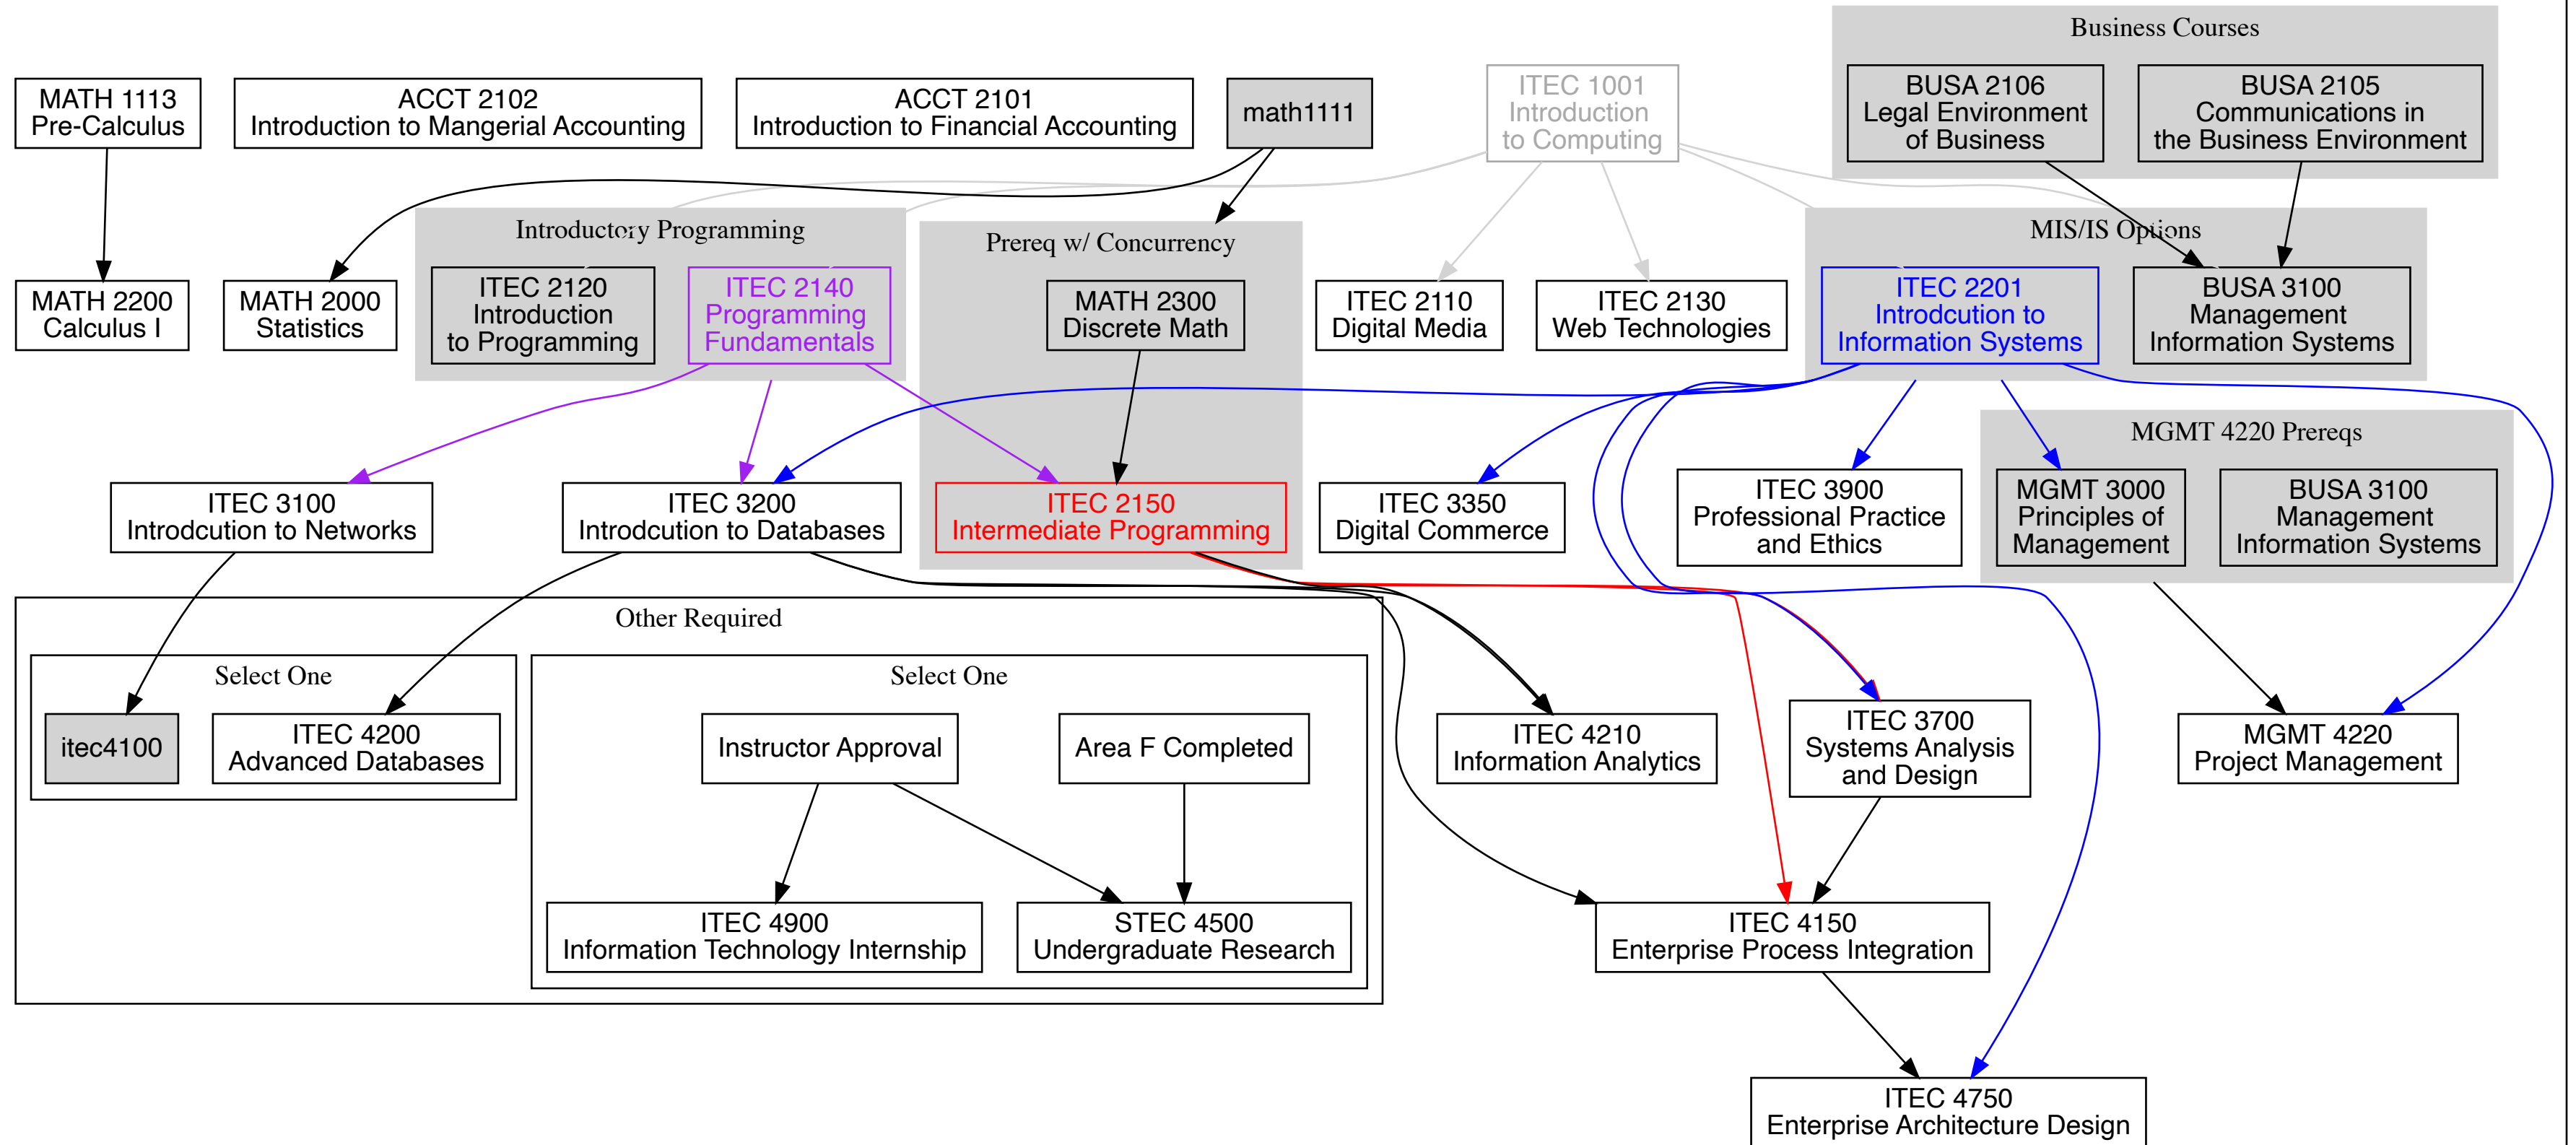 Business Courses
MATH 1113
Pre-Calculus
ACCT 2102
Introduction to Mangerial Accounting
ACCT 2101
Introduction to Financial Accounting
math1111
ITEC 1001
Introduction
to Computing
BUSA 2106
Legal Environment
of Business
BUSA 2105
Communications in
the Business Environment
Introductory Programming
Prereq w/ Concurrency
MIS/IS Options
MATH 2200
Calculus I
MATH 2000
Statistics
ITEC 2120
Introduction
to Programming
ITEC 2140
Programming
Fundamentals
MATH 2300
Discrete Math
ITEC 2110
Digital Media
ITEC 2130
Web Technologies
ITEC 2201
Introdcution to
Information Systems
BUSA 3100
Management
Information Systems
MGMT 4220 Prereqs
ITEC 3100
Introdcution to Networks
ITEC 3200
Introdcution to Databases
ITEC 2150
Intermediate Programming
ITEC 3350
Digital Commerce
ITEC 3900
Professional Practice
and Ethics
MGMT 3000
Principles of
Management
BUSA 3100
Management
Information Systems
Other Required
Select One
Select One
itec4100
ITEC 4200
Advanced Databases
Instructor Approval
Area F Completed
ITEC 4210
Information Analytics
ITEC 3700
Systems Analysis
and Design
MGMT 4220
Project Management
ITEC 4900
Information Technology Internship
STEC 4500
Undergraduate Research
ITEC 4150
Enterprise Process Integration
ITEC 4750
Enterprise Architecture Design